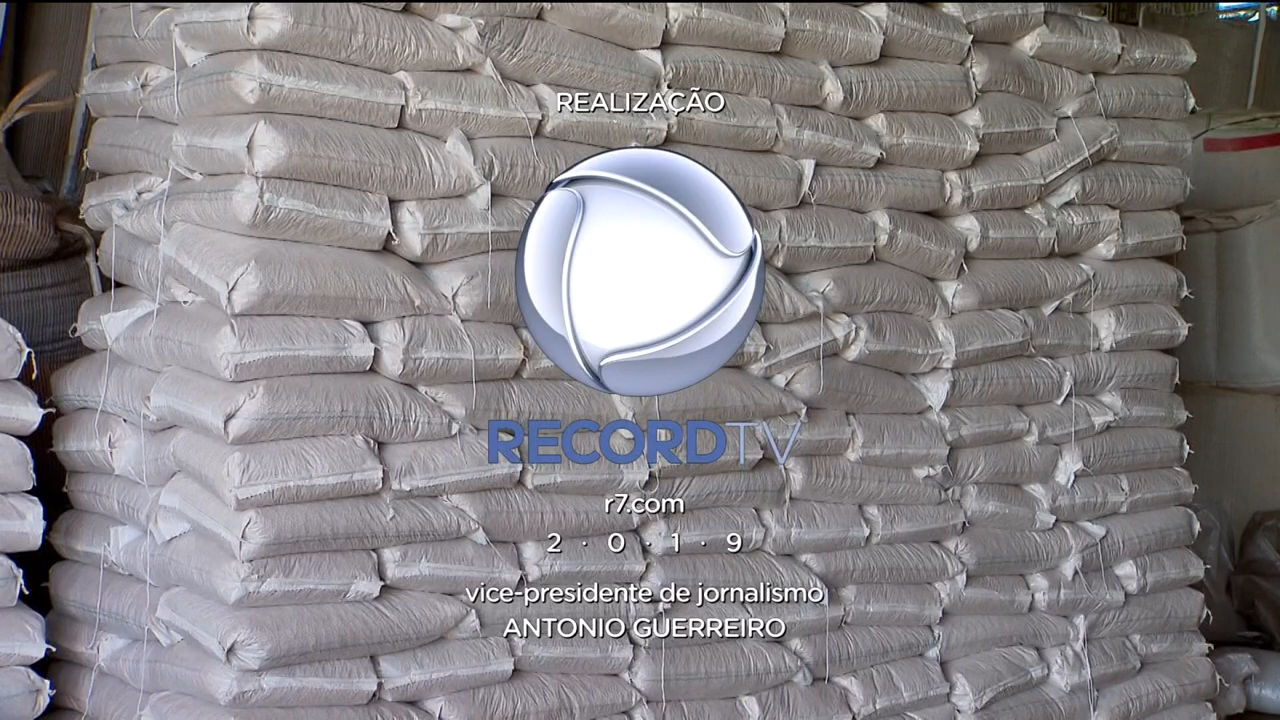 REALIZAÇÃO
RECORDTV
r7.com
2 · 0 · 1 · 9
vice-presidente de jornalismo
ANTONIO GUERREIRO